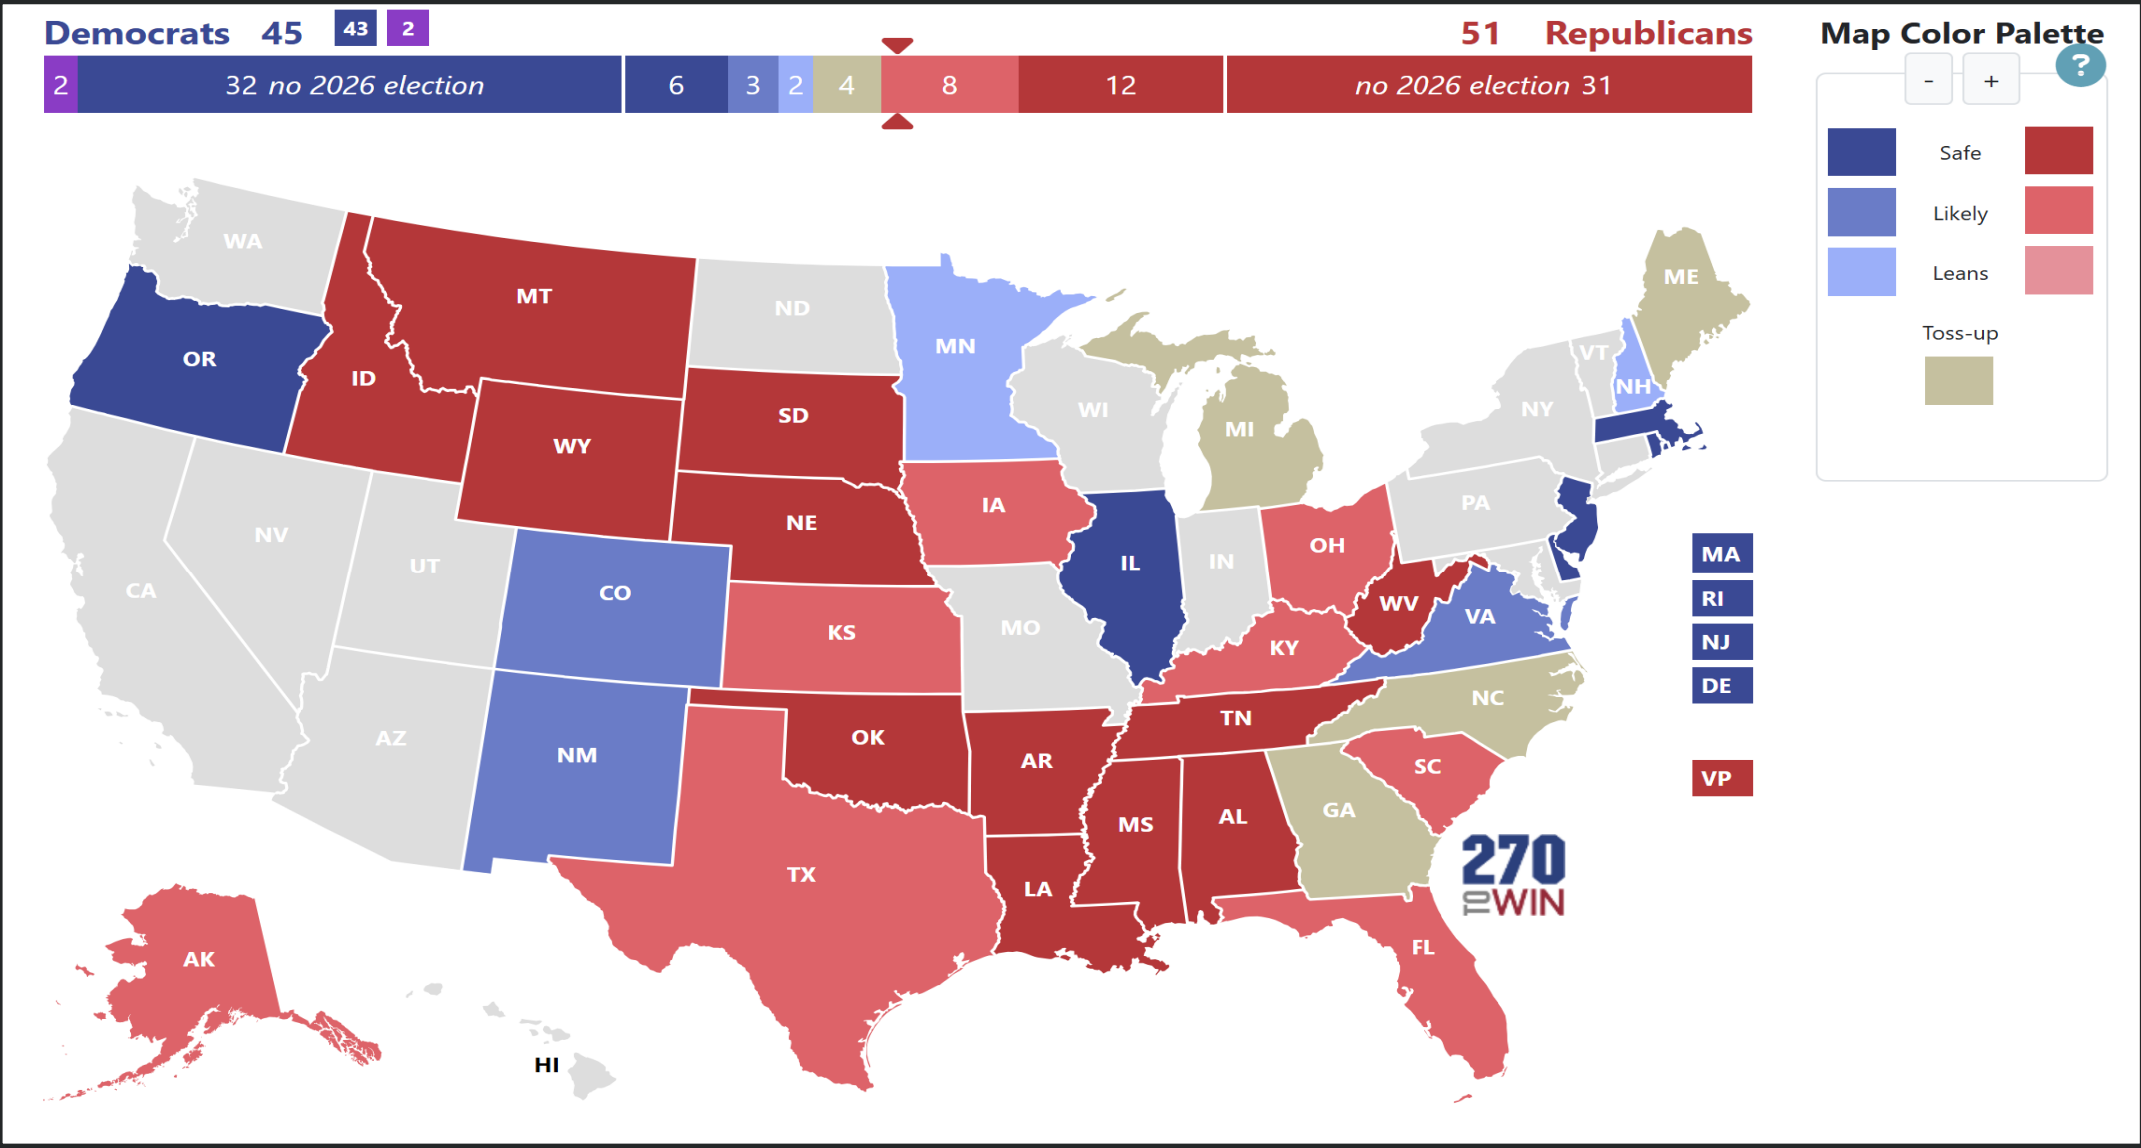 Democrats 45 43 2
51 Republicans
Map Color Palette
2 32 no 2026 election 6 3 2 4 8 12 no 2026 election 31
- + ?
Safe
Likely
Leans
Toss-up
WA
MT
ND
MN
ME
OR
ID
VT
SD
WI
NH
NY
WY
MI
NE
IA
PA
NV
OH
UT
IL
IN
MA
CA
CO
WV
RI
KS
MO
KY
VA
NJ
DE
AZ
NM
OK
TN
NC
AR
SC
VP
MS
AL
GA
TX
LA
270
TO WIN
AK
FL
HI